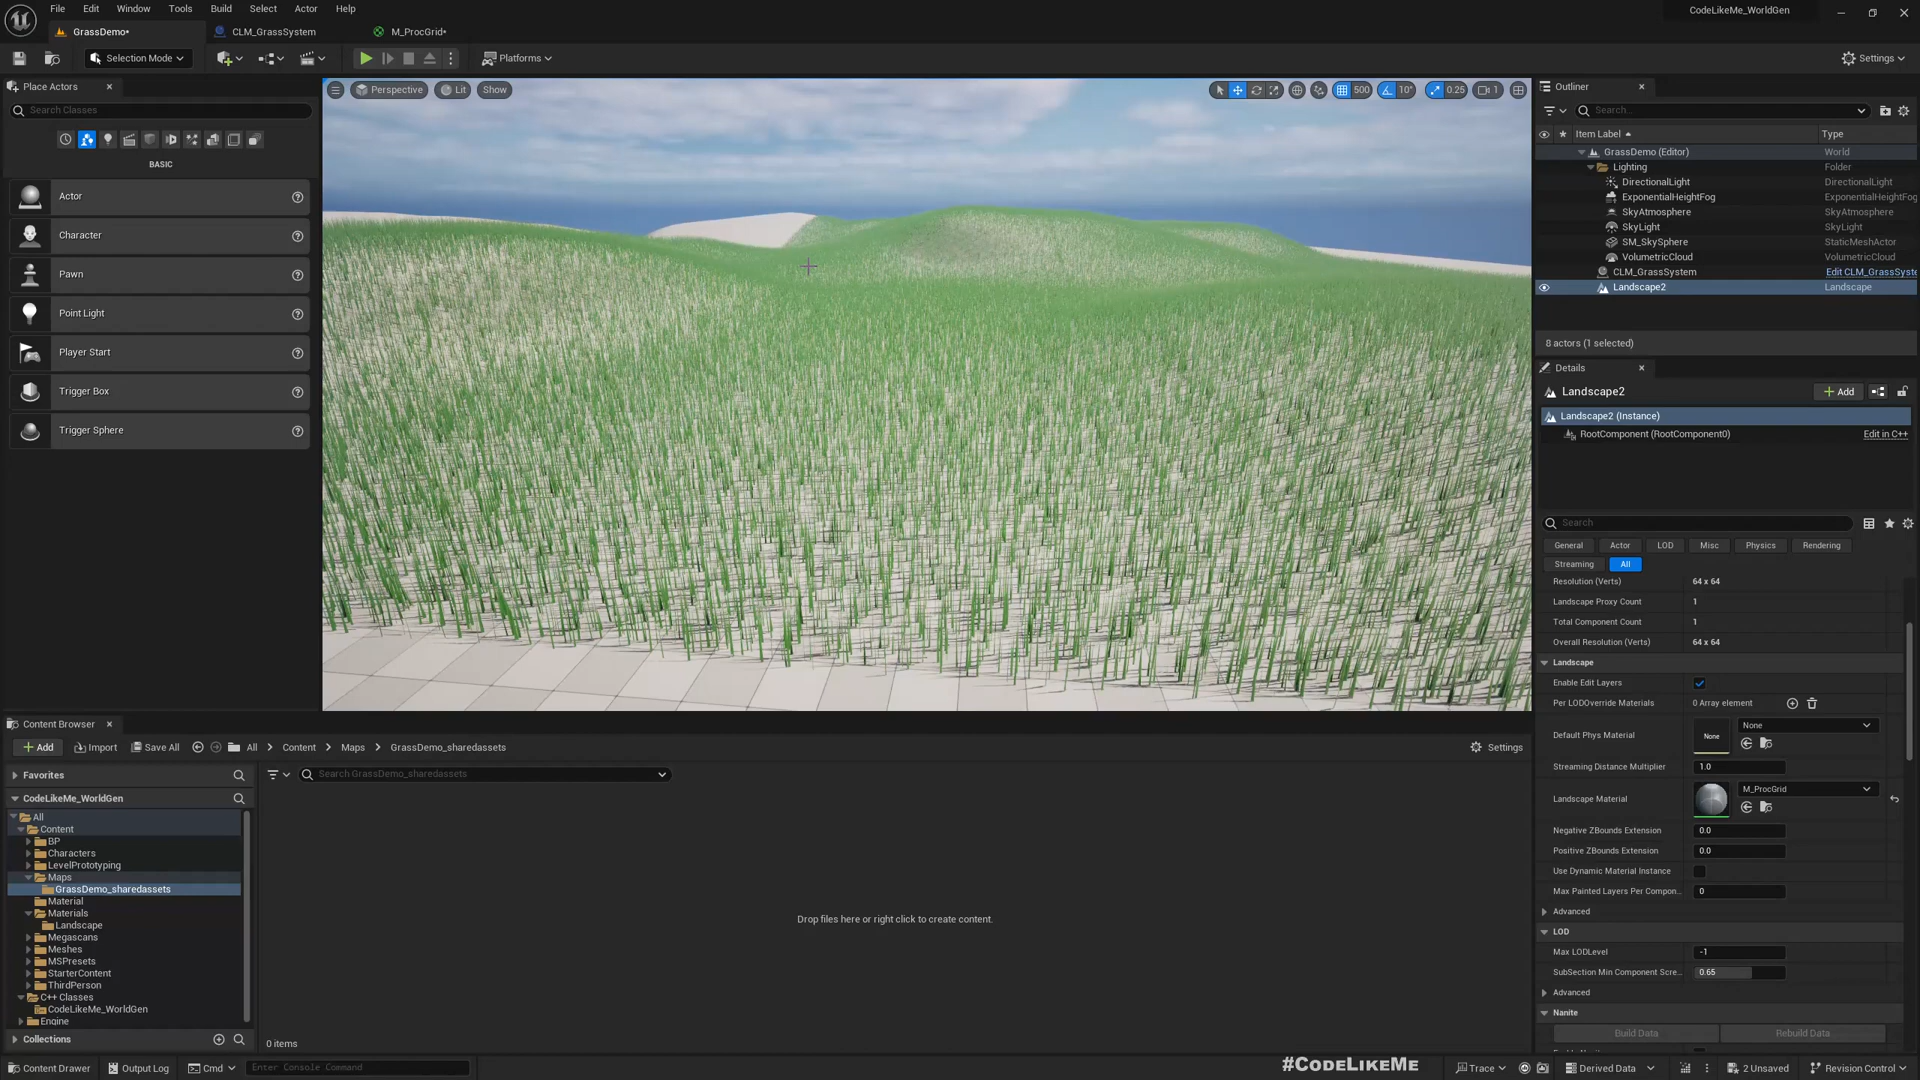 File Edit Window Tools Build Select Actor Help
CodeLikeMe_WorldGen
GrassDemo* CLM_GrassSystem M_ProcGrid*
Selection Mode Platforms Settings
Place Actors
Search Classes
BASIC
Actor
Character
Pawn
Point Light
Player Start
Trigger Box
Trigger Sphere
Perspective Lit Show 500 10° 0.25 1
Outliner
Search...
Item Label Type
GrassDemo (Editor) World
Lighting Folder
DirectionalLight DirectionalLight
ExponentialHeightFog ExponentialHeightFog
SkyAtmosphere SkyAtmosphere
SkyLight SkyLight
SM_SkySphere StaticMeshActor
VolumetricCloud VolumetricCloud
CLM_GrassSystem Edit CLM_GrassSyste
Landscape2 Landscape
8 actors (1 selected)
Details
Landscape2 Add
Landscape2 (Instance)
RootComponent (RootComponent0) Edit in C++
Search
General Actor LOD Misc Physics Rendering
Streaming All
Resolution (Verts) 64 x 64
Landscape Proxy Count 1
Total Component Count 1
Overall Resolution (Verts) 64 x 64
Landscape
Enable Edit Layers
Per LODOverride Materials 0 Array element
Default Phys Material None None
Streaming Distance Multiplier 1.0
Landscape Material M_ProcGrid
Negative ZBounds Extension 0.0
Positive ZBounds Extension 0.0
Use Dynamic Material Instance
Max Painted Layers Per Compon... 0
Advanced
LOD
Max LODLevel -1
SubSection Min Component Scre... 0.65
Advanced
Nanite
Build Data Rebuild Data
Content Browser
Add Import Save All All Content Maps GrassDemo_sharedassets Settings
Favorites
Search GrassDemo_sharedassets
CodeLikeMe_WorldGen
All
Content
BP
Characters
LevelPrototyping
Maps
GrassDemo_sharedassets
Material
Materials
Landscape
Megascans
Meshes
MSPresets
StarterContent
ThirdPerson
C++ Classes
CodeLikeMe_WorldGen
Engine
Collections
Drop files here or right click to create content.
0 items
#CodeLikeMe
Content Drawer Output Log Cmd Enter Console Command Trace Derived Data 2 Unsaved Revision Control